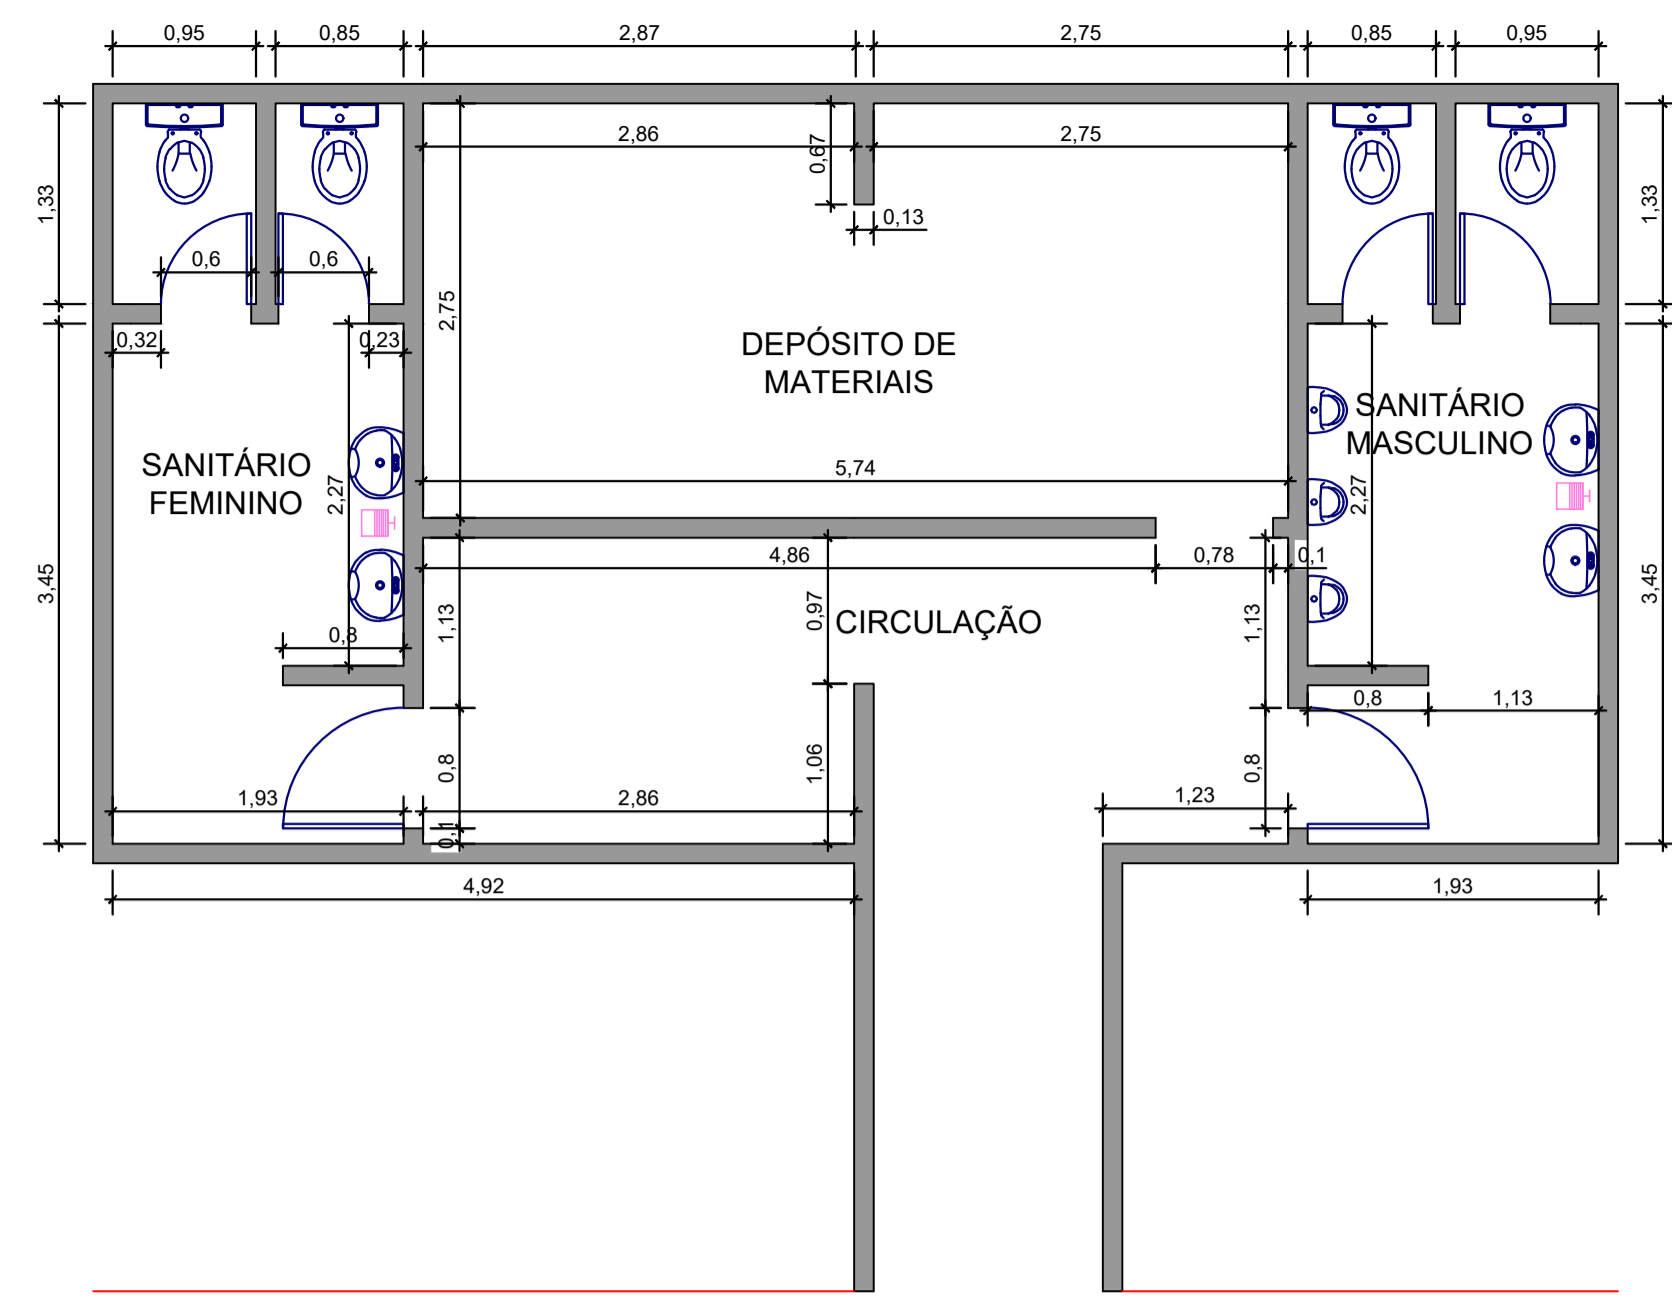 0,95 0,85 2,87 2,75 0,85 0,95
2,86 0,67 2,75
1,33 1,33
0,13
0,6 0,6
2,75
0,32 0,23
DEPÓSITO DE
MATERIAIS
SANITÁRIO
MASCULINO
SANITÁRIO
FEMININO
5,74
2,27 2,27
4,86 0,78 0,1
3,45 3,45
1,13 0,97 1,13
CIRCULAÇÃO
0,8
0,8 1,13
0,8 1,06 0,8
1,93 2,86 1,23
0,1
4,92 1,93